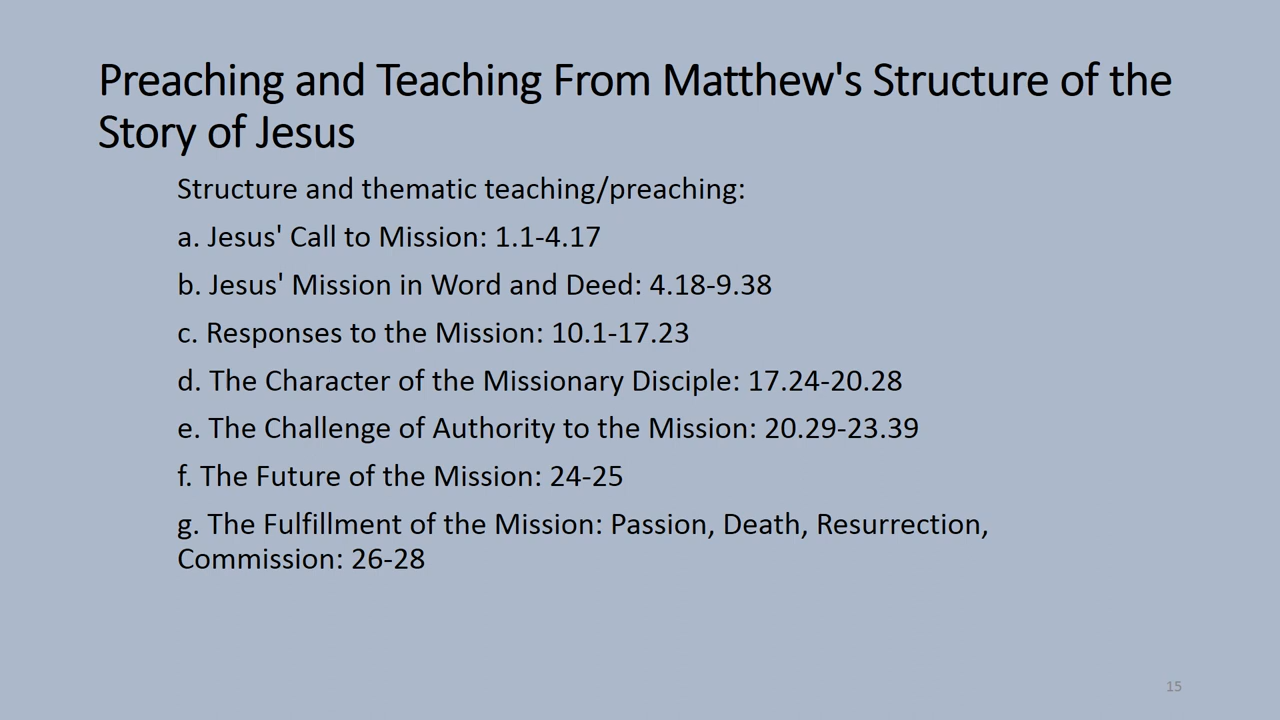 Preaching and Teaching From Matthew's Structure of the
Story of Jesus
Structure and thematic teaching/preaching:
a. Jesus' Call to Mission: 1.1-4.17
b. Jesus' Mission in Word and Deed: 4.18-9.38
c. Responses to the Mission: 10.1-17.23
d. The Character of the Missionary Disciple: 17.24-20.28
e. The Challenge of Authority to the Mission: 20.29-23.39
f. The Future of the Mission: 24-25
g. The Fulfillment of the Mission: Passion, Death, Resurrection,
Commission: 26-28
15